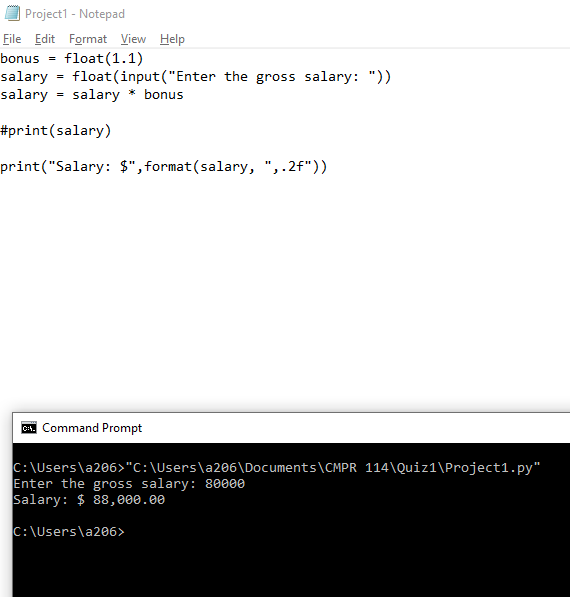 Project1 - Notepad
File Edit Format View Help
bonus = float(1.1)
salary = float(input("Enter the gross salary: "))
salary = salary * bonus
#print(salary)
print("Salary: $",format(salary, ",.2f"))
C:\. Command Prompt
C:\Users\a206>"C:\Users\a206\Documents\CMPR 114\Quiz1\Project1.py"
Enter the gross salary: 80000
Salary: $ 88,000.00
C:\Users\a206>